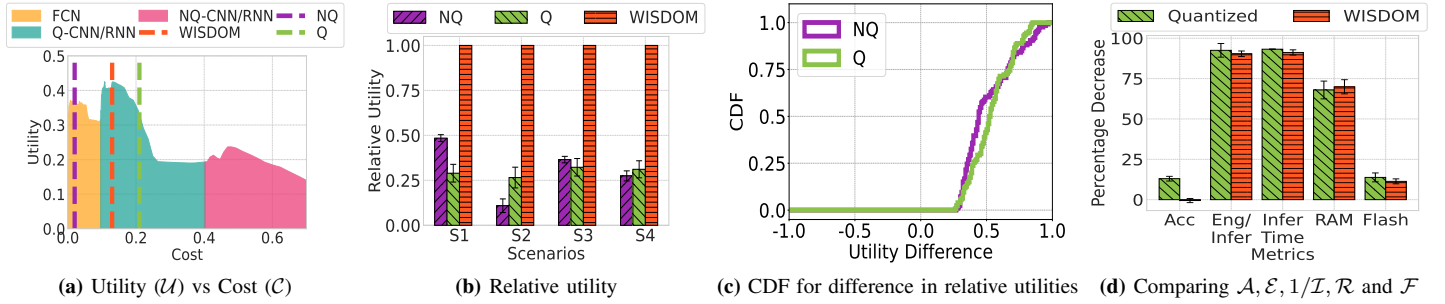 FCN
NQ-CNN/RNN
NQ
Q-CNN/RNN
WISDOM
Q
Utility
0.5
0.4
0.3
0.2
0.1
0.0
0.0 0.2 0.4 0.6
Cost
(a) Utility (𝒰) vs Cost (𝒞)
NQ Q WISDOM
Relative Utility
1.00
0.75
0.50
0.25
0.00
S1 S2 S3 S4
Scenarios
(b) Relative utility
NQ
Q
CDF
1.0
0.75
0.50
0.25
0.0
-1.0 -0.5 0.0 0.5 1.0
Utility Difference
(c) CDF for difference in relative utilities
Quantized WISDOM
Percentage Decrease
100
75
50
25
0
Acc Eng/ Infer RAM Flash
Infer Time
Metrics
(d) Comparing 𝒜, ℰ, 1/ℐ, ℛ and ℱ